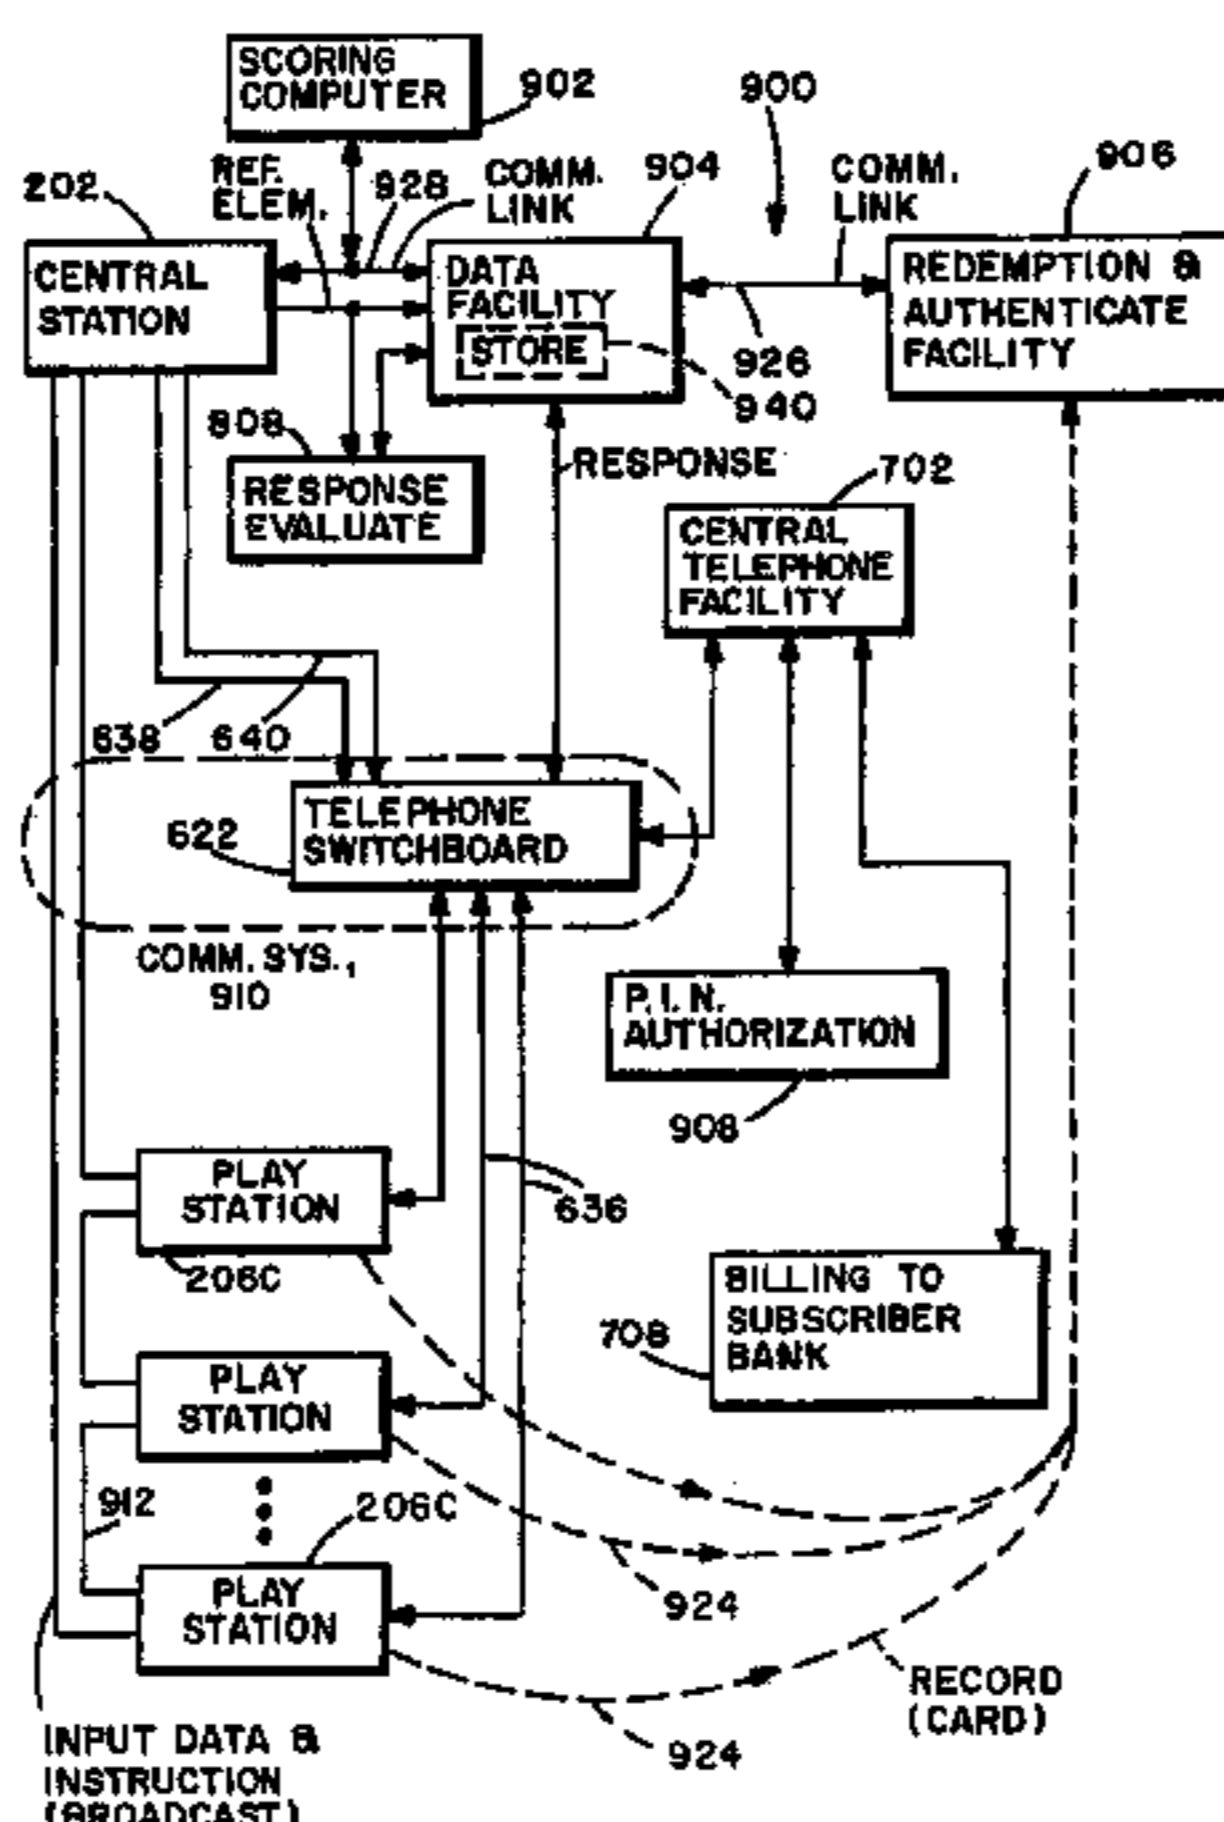 SCORING
COMPUTER
902
900
REF.
ELEM.
928
COMM.
LINK
904
COMM.
LINK
906
202
CENTRAL
STATION
DATA
FACILITY
STORE
REDEMPTION &
AUTHENTICATE
FACILITY
926
940
808
RESPONSE
EVALUATE
RESPONSE
702
CENTRAL
TELEPHONE
FACILITY
638
640
TELEPHONE
SWITCHBOARD
622
COMM. SYS.,
910
P.I.N.
AUTHORIZATION
908
PLAY
STATION
636
206C
BILLING TO
SUBSCRIBER
BANK
708
PLAY
STATION
912
206C
PLAY
STATION
924
RECORD
(CARD)
924
INPUT DATA &
INSTRUCTION
(BROADCAST)